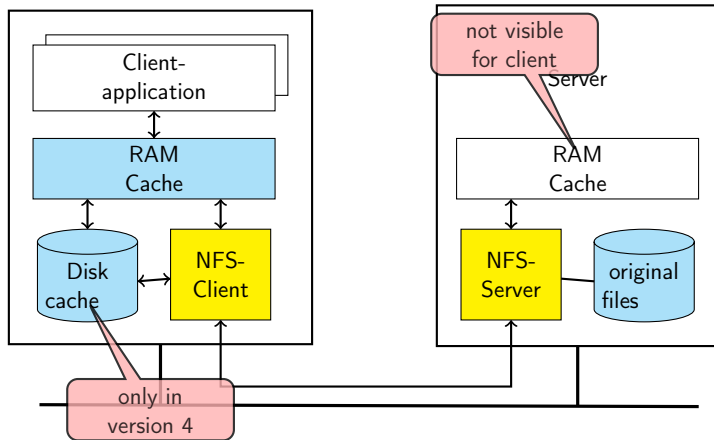 Client-
application
RAM
Cache
Disk
cache
NFS-
Client
only in
version 4
not visible
for client
Server
RAM
Cache
NFS-
Server
original
files